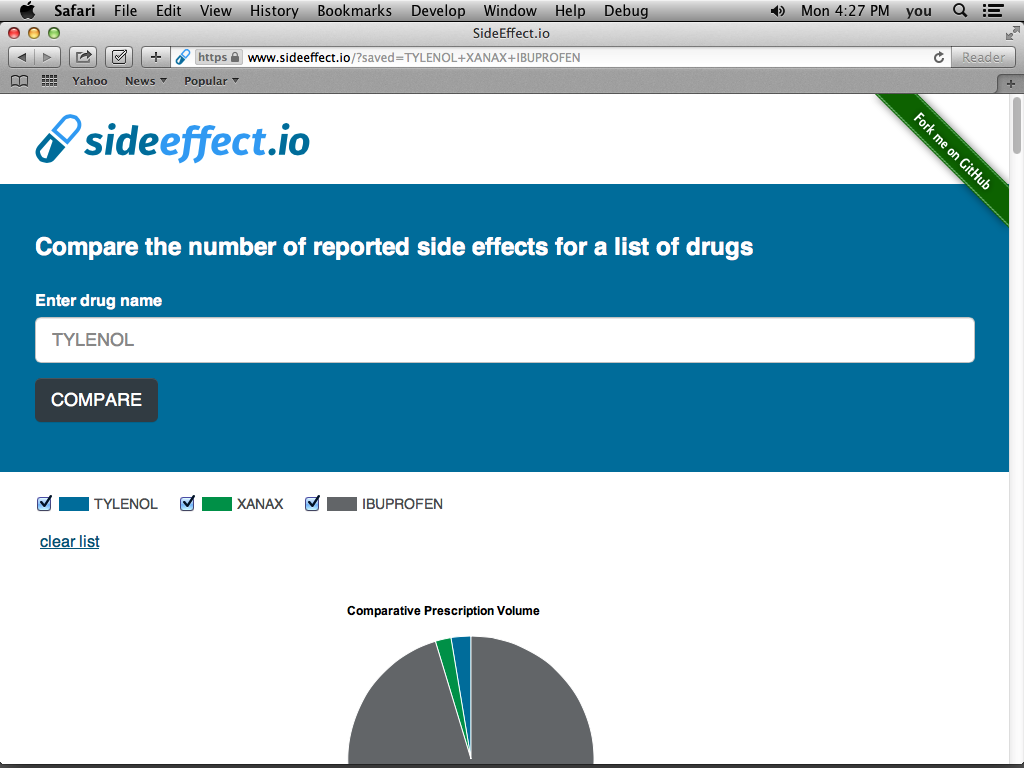 Safari File Edit View History Bookmarks Develop Window Help Debug Mon 4:27 PM you
SideEffect.io
https www.sideeffect.io/?saved=TYLENOL+XANAX+IBUPROFEN Reader
Yahoo News Popular
sideeffect.io
Fork me on GitHub
Compare the number of reported side effects for a list of drugs
Enter drug name
TYLENOL
COMPARE
TYLENOL XANAX IBUPROFEN
clear list
Comparative Prescription Volume